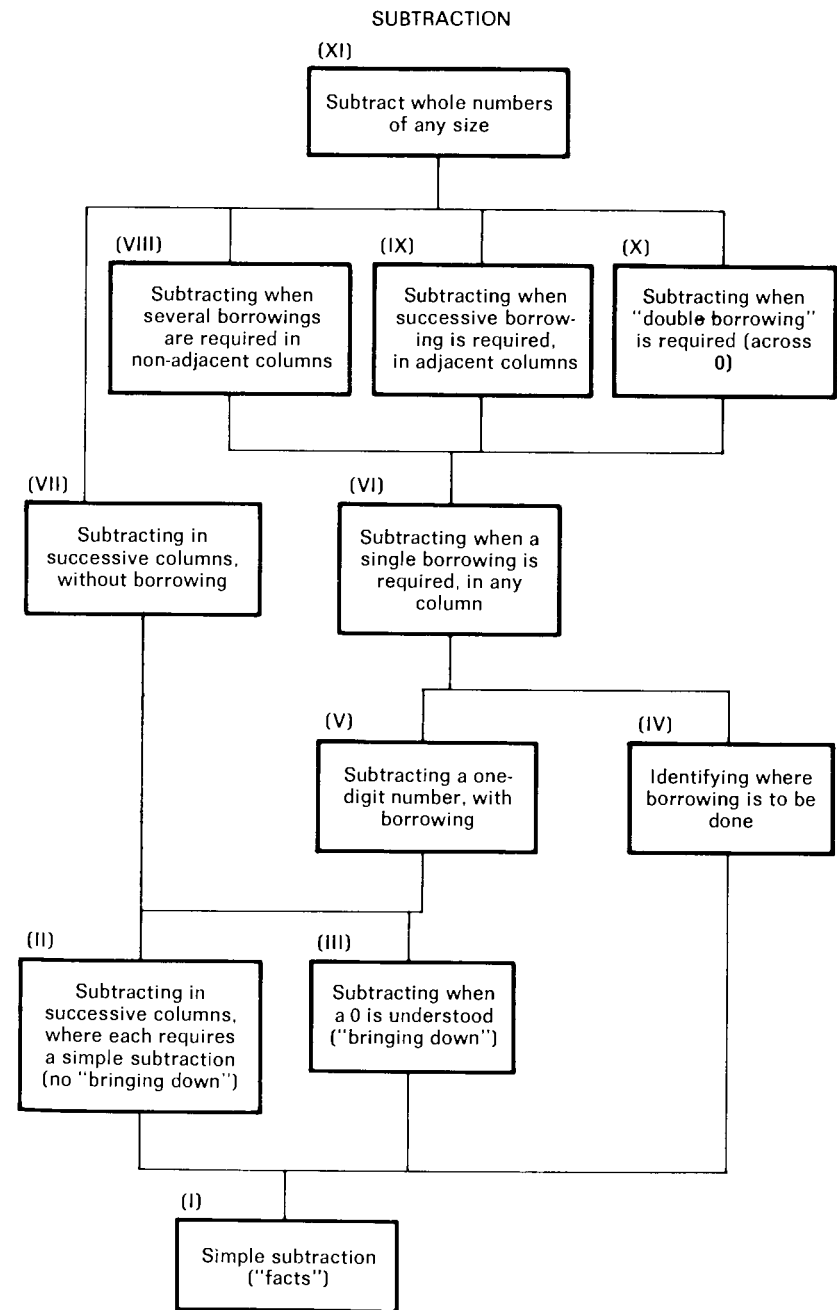 SUBTRACTION
(XI)
Subtract whole numbers
of any size
(VIII)
Subtracting when
several borrowings
are required in
non-adjacent columns
(IX)
Subtracting when
successive borrow-
ing is required,
in adjacent columns
(X)
Subtracting when
"double borrowing"
is required (across
0)
(VII)
Subtracting in
successive columns,
without borrowing
(VI)
Subtracting when a
single borrowing is
required, in any
column
(V)
Subtracting a one-
digit number, with
borrowing
(IV)
Identifying where
borrowing is to be
done
(II)
Subtracting in
successive columns,
where each requires
a simple subtraction
(no "bringing down")
(III)
Subtracting when
a 0 is understood
("bringing down")
(I)
Simple subtraction
("facts")